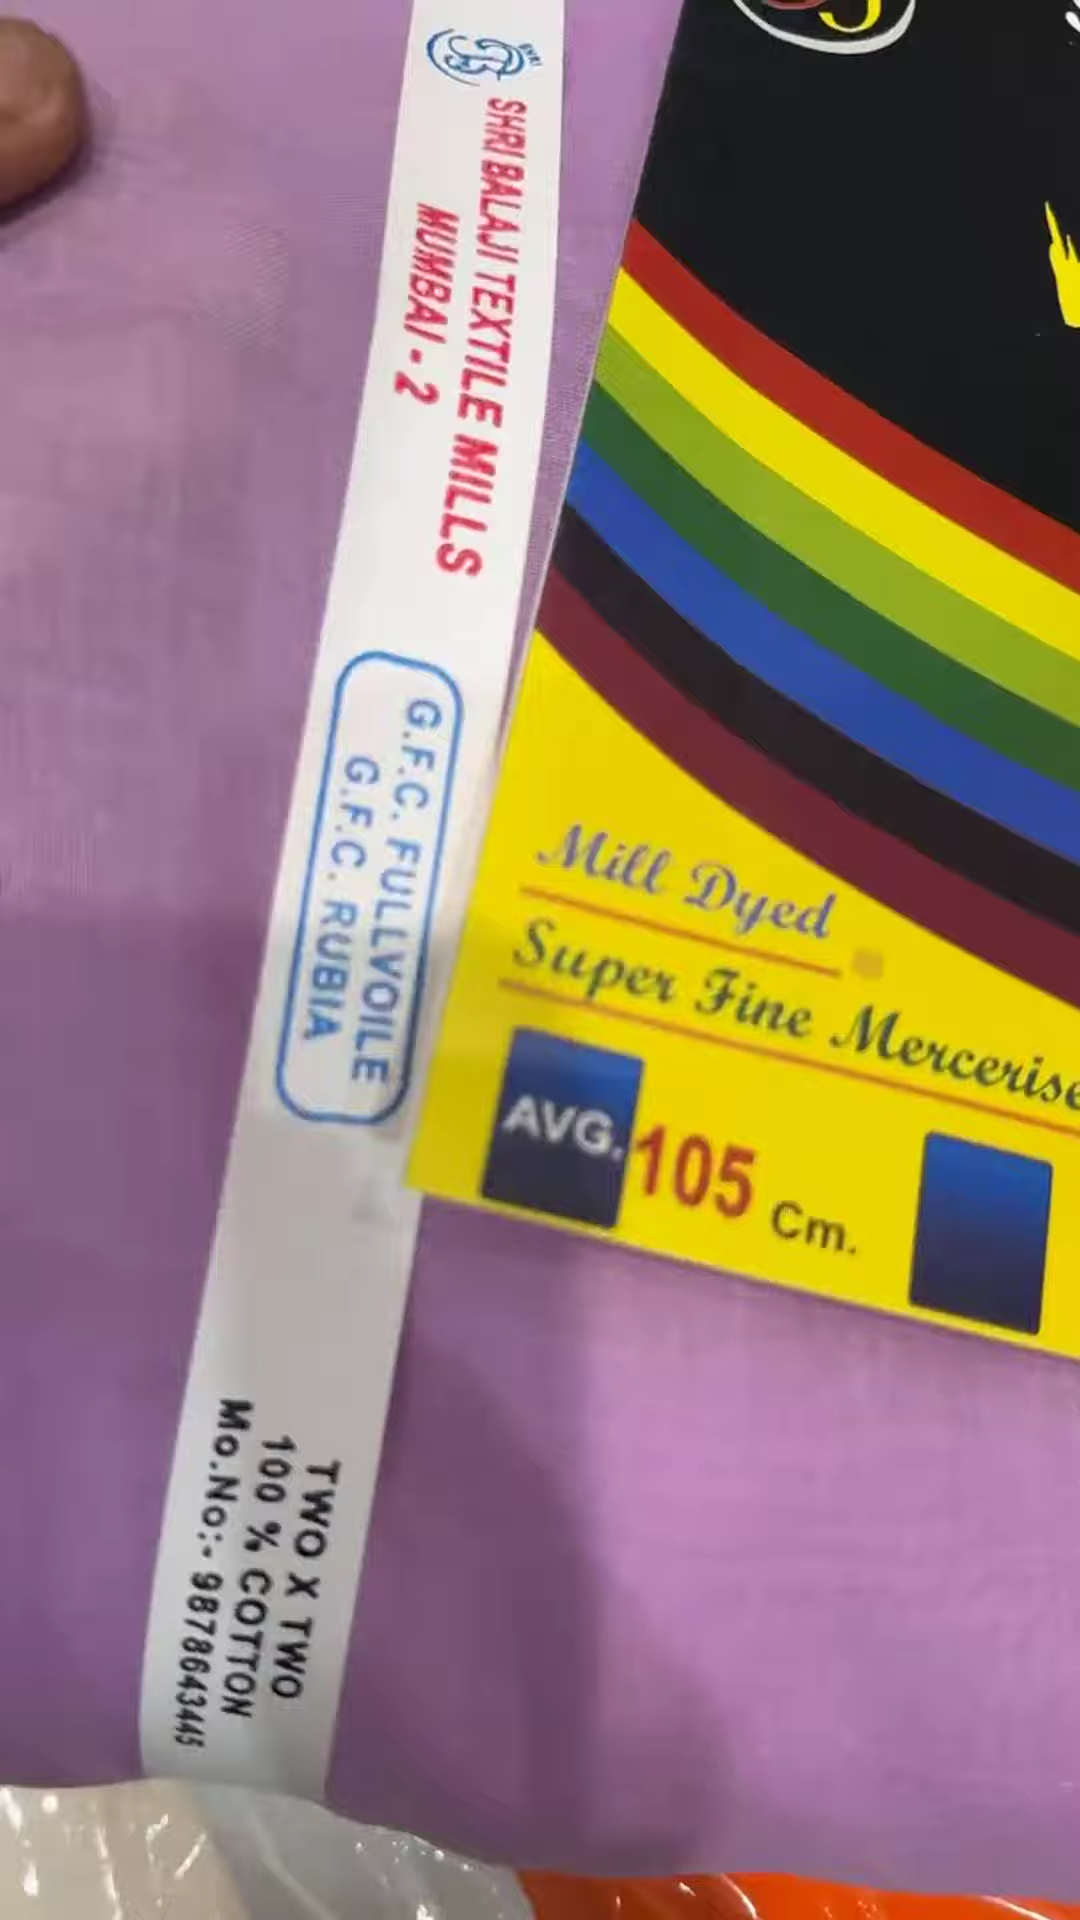 SHRI
SHRI BALAJI TEXTILE MILLS
MUMBAI - 2
G.F.C. FULLVOILE
G.F.C. RUBIA
TWO X TWO
100 % COTTON
Mo.No:- 9878643445
Mill Dyed
Super Fine Mercerise
AVG. 105 Cm.